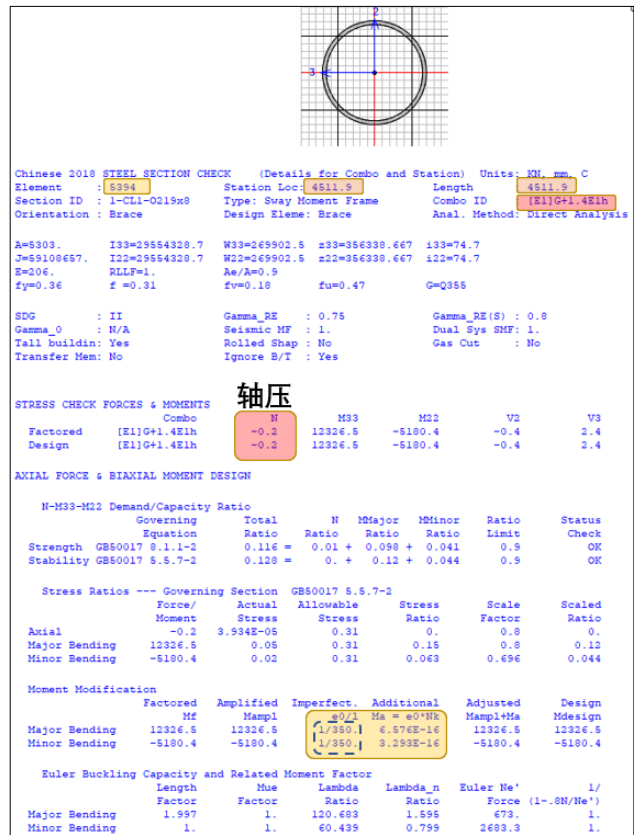 2
3
Chinese 2018 STEEL SECTION CHECK (Details for Combo and Station) Units: KN, mm, C
Element : 5394 Station Loc: 4511.9 Length : 4511.9
Section ID : 1-CL1-O219x8 Type: Sway Moment Frame Combo ID : [E1]G+1.4E1h
Orientation : Brace Design Eleme: Brace Anal. Method: Direct Analysis
A=5303. I33=29554328.7 W33=269902.5 z33=356338.667 i33=74.7
J=59108657. I22=29554328.7 W22=269902.5 z22=356338.667 i22=74.7
E=206. RLLF=1. Ae/A=0.9
fy=0.36 f =0.31 fv=0.18 fu=0.47 G=Q355
SDG : II Gamma_RE : 0.75 Gamma_RE(S) : 0.8
Gamma_0 : N/A Seismic MF : 1. Dual Sys SMF: 1.
Tall buildin: Yes Rolled Shap : No Gas Cut : No
Transfer Mem: No Ignore B/T : Yes
轴压
STRESS CHECK FORCES & MOMENTS
Combo N M33 M22 V2 V3
Factored [E1]G+1.4E1h -0.2 12326.5 -5180.4 -0.4 2.4
Design [E1]G+1.4E1h -0.2 12326.5 -5180.4 -0.4 2.4
AXIAL FORCE & BIAXIAL MOMENT DESIGN
N-M33-M22 Demand/Capacity Ratio
Governing Total N MMajor MMinor Ratio Status
Equation Ratio Ratio Ratio Ratio Limit Check
Strength GB50017 8.1.1-2 0.116 = 0.01 + 0.098 + 0.041 0.9 OK
Stability GB50017 5.5.7-2 0.128 = 0. + 0.12 + 0.044 0.9 OK
Stress Ratios --- Governing Section GB50017 5.5.7-2
Force/ Actual Allowable Stress Scale Scaled
Moment Stress Stress Ratio Factor Ratio
Axial -0.2 3.934E-05 0.31 0. 0.8 0.
Major Bending 12326.5 0.05 0.31 0.15 0.8 0.12
Minor Bending -5180.4 0.02 0.31 0.063 0.696 0.044
Moment Modification
Factored Amplified Imperfect. Additional Adjusted Design
Mf Mampl e0/l Ma = e0*Nk Mampl+Ma Mdesign
Major Bending 12326.5 12326.5 1/350. 6.576E-16 12326.5 12326.5
Minor Bending -5180.4 -5180.4 1/350. 3.293E-16 -5180.4 -5180.4
Euler Buckling Capacity and Related Moment Factor
Length Mue Lambda Lambda_n Euler Ne' 1/
Factor Factor Ratio Ratio Force (1-.8N/Ne')
Major Bending 1.997 1. 120.683 1.595 673. 1.
Minor Bending 1. 1. 60.439 0.799 2683.3 1.